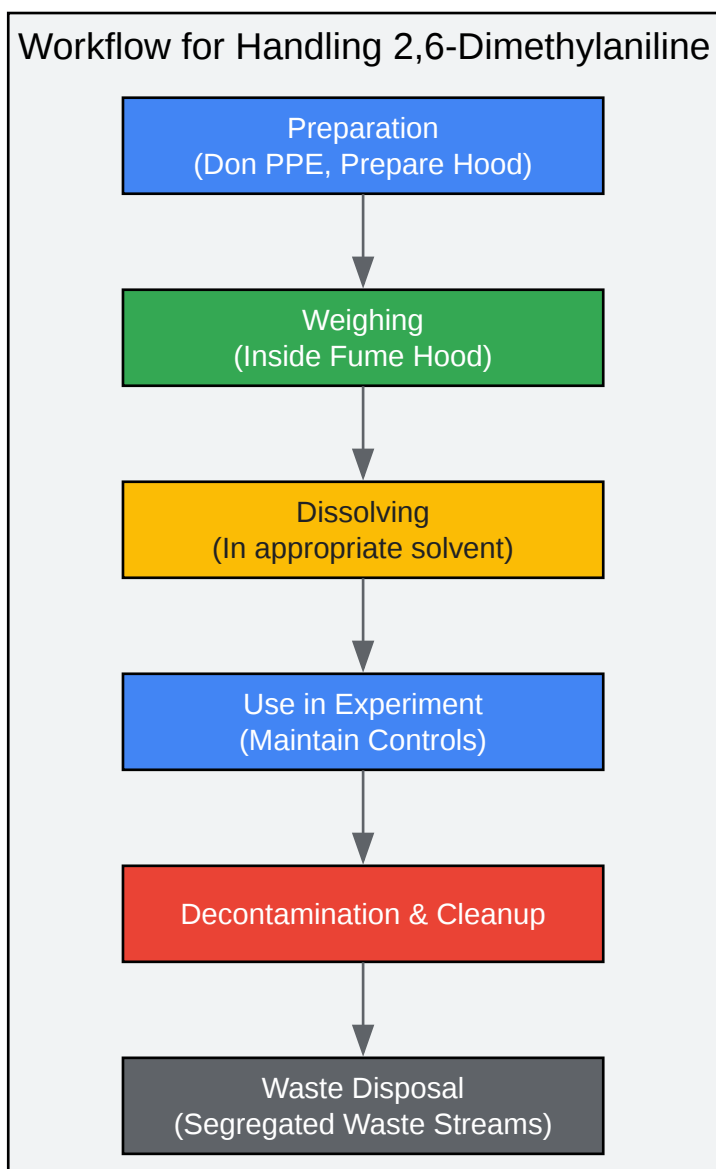 Workflow for Handling 2,6-Dimethylaniline
Preparation
(Don PPE, Prepare Hood)
Weighing
(Inside Fume Hood)
Dissolving
(In appropriate solvent)
Use in Experiment
(Maintain Controls)
Decontamination & Cleanup
Waste Disposal
(Segregated Waste Streams)